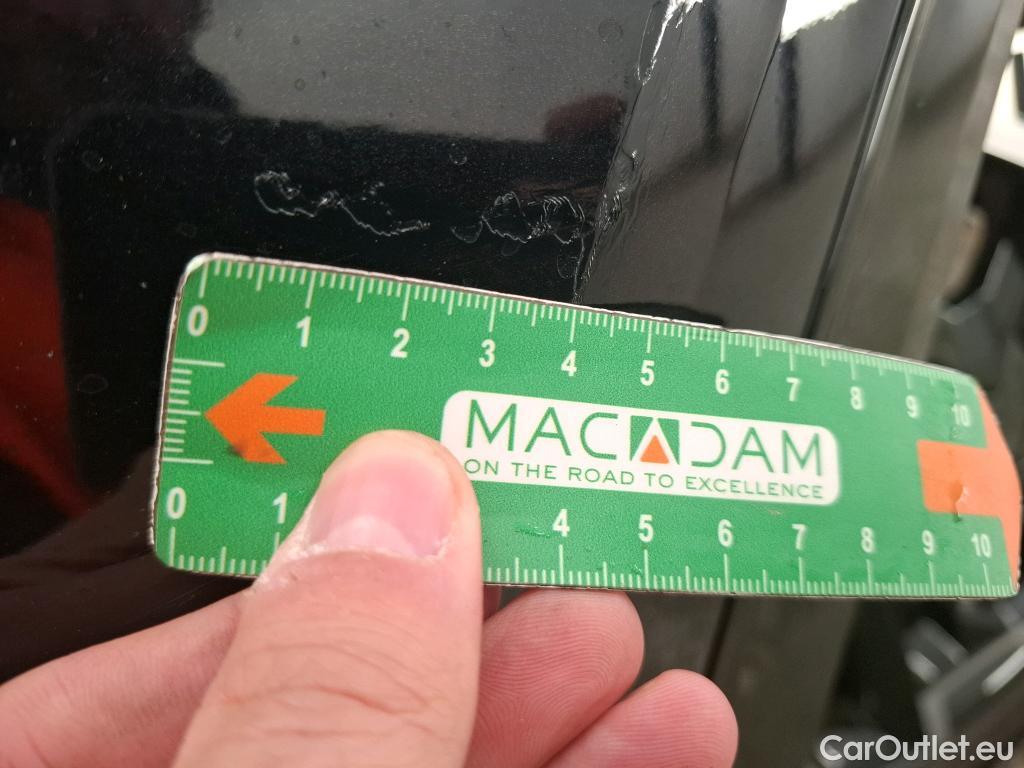 0 1 2 3 4 5 6 7 8 9 10
MACADAM
ON THE ROAD TO EXCELLENCE
0 1 4 5 6 7 8 9 10
CarOutlet.eu